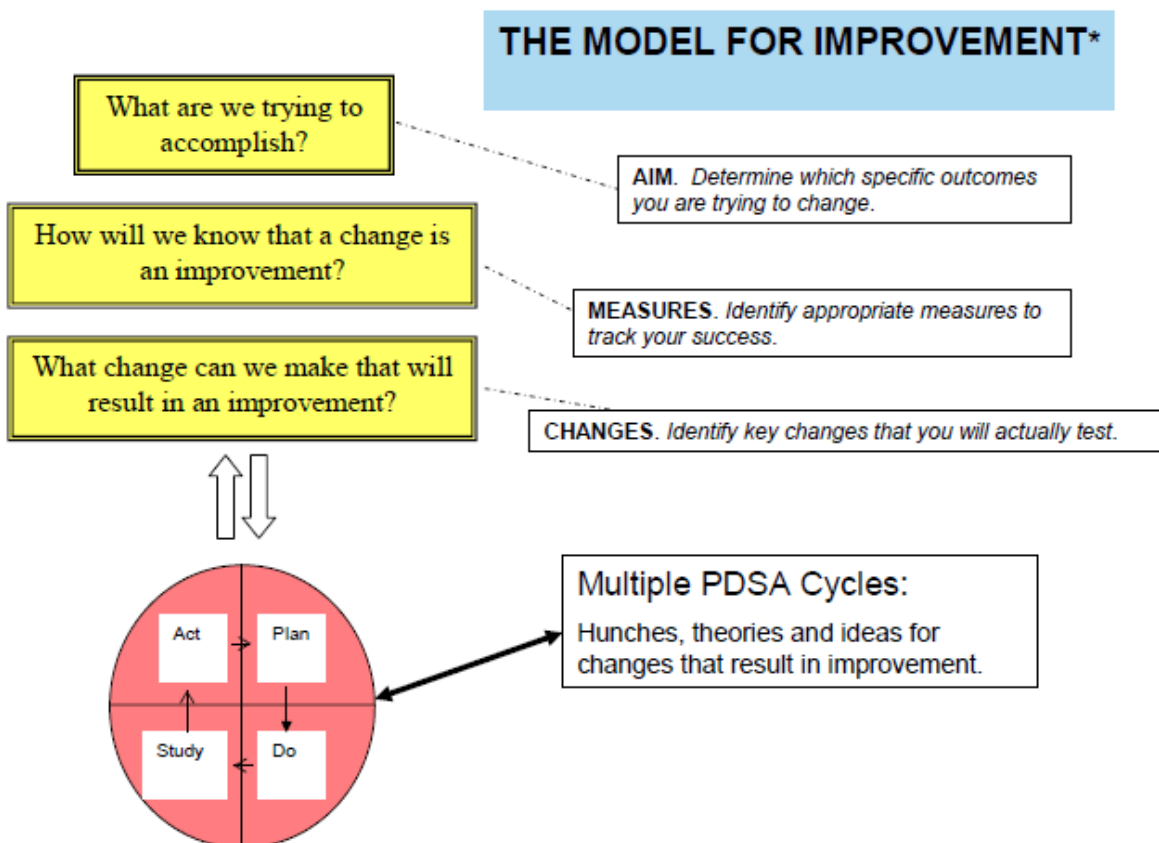 THE MODEL FOR IMPROVEMENT*
What are we trying to
accomplish?
AIM. Determine which specific outcomes
you are trying to change.
How will we know that a change is
an improvement?
MEASURES. Identify appropriate measures to
track your success.
What change can we make that will
result in an improvement?
CHANGES. Identify key changes that you will actually test.
Multiple PDSA Cycles:
Hunches, theories and ideas for
changes that result in improvement.
Act
Plan
Study
Do